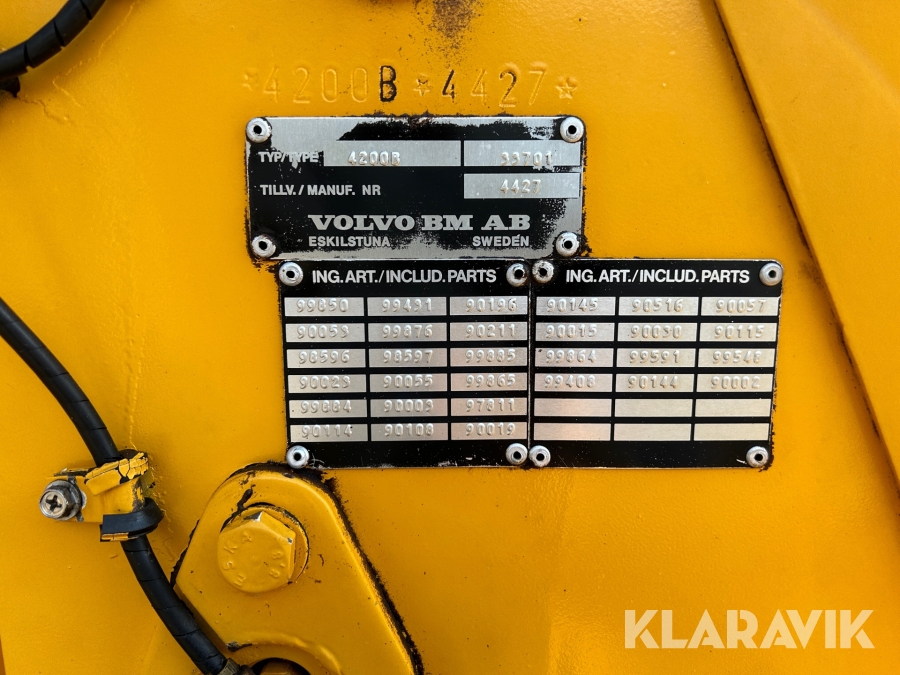 *4200B*4427*
TYP/TYPE 4200B 33701
TILLV./MANUF. NR 4427
VOLVO BM AB
ESKILSTUNA SWEDEN
ING.ART./INCLUD.PARTS
99850 99431 90196
90053 99876 90211
98596 98597 99885
90029 90055 99865
99884 90003 97811
90114 90108 90019
ING.ART./INCLUD.PARTS
90145 90516 90057
90015 90030 90115
99864 99591 99548
99408 90144 90002
KLARAVIK